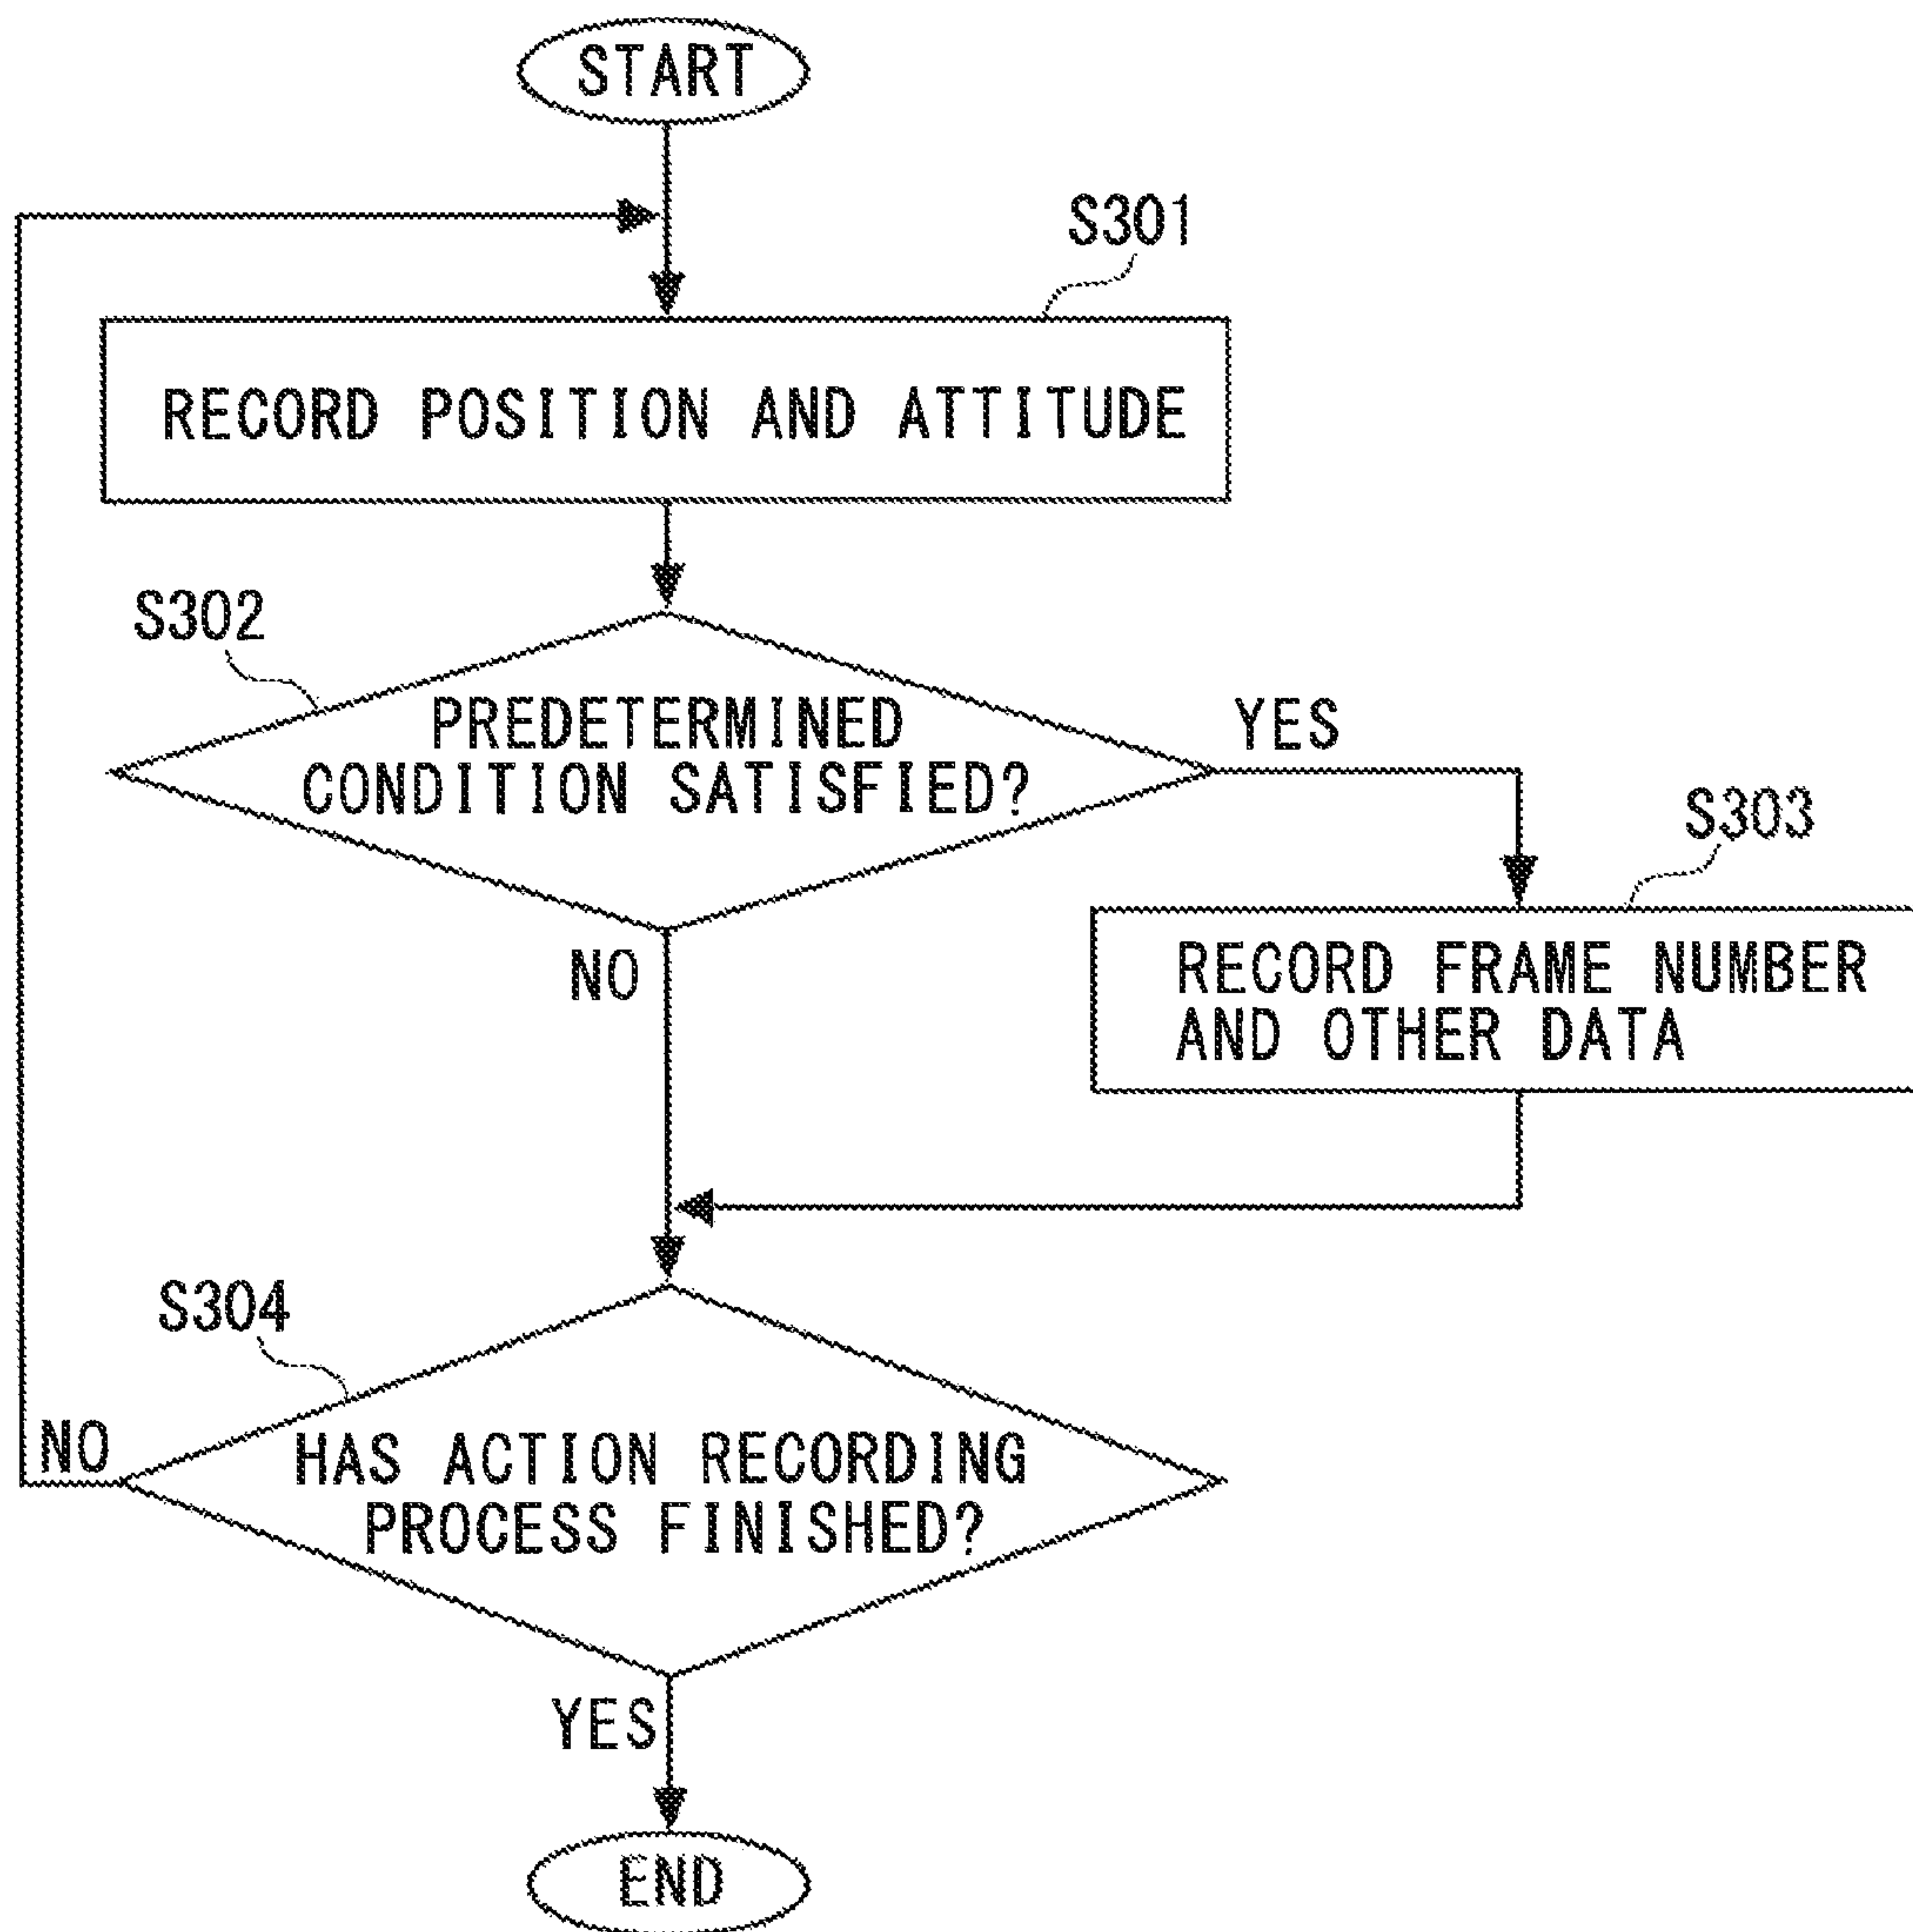 START
S301
RECORD POSITION AND ATTITUDE
S302
PREDETERMINED
CONDITION SATISFIED?
YES
S303
NO
RECORD FRAME NUMBER
AND OTHER DATA
S304
NO
HAS ACTION RECORDING
PROCESS FINISHED?
YES
END